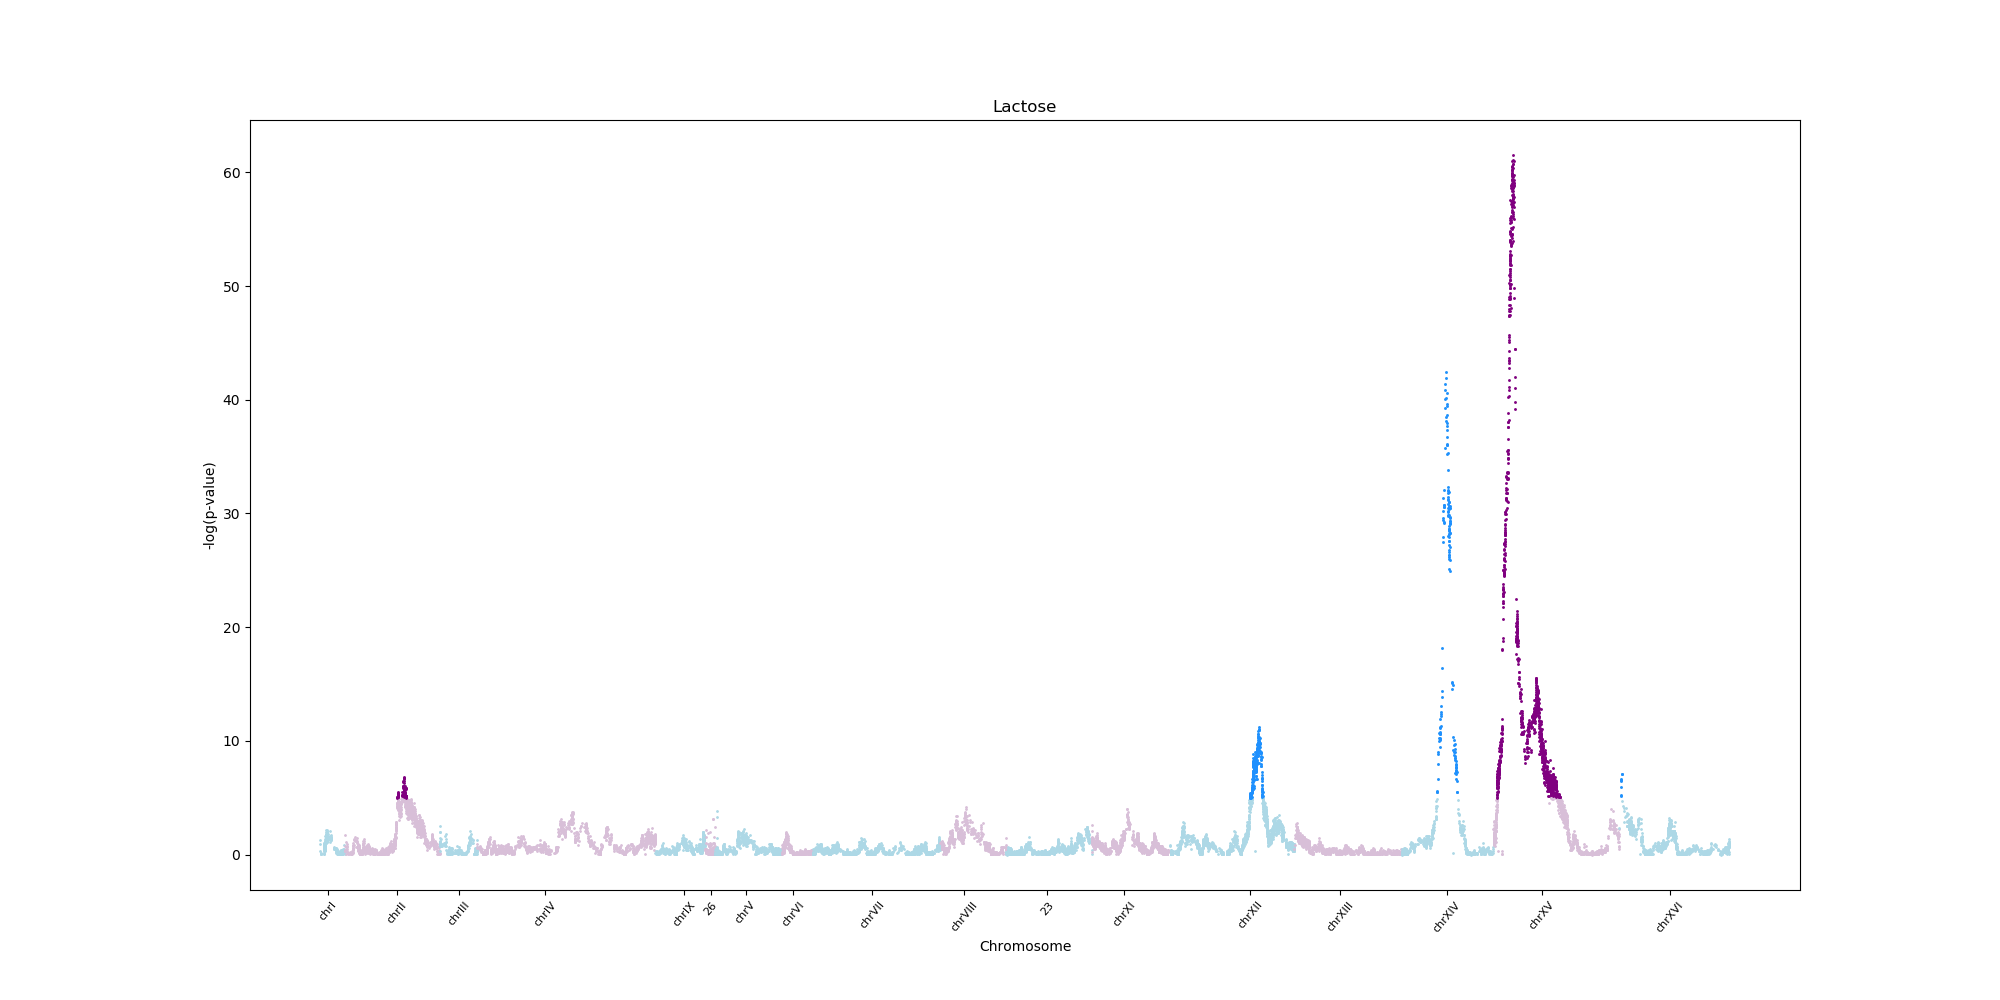 Lactose
60
50
40
30
20
10
0
-log(p-value)
chrI
chrII
chrIII
chrIV
chrIX
26
chrV
chrVI
chrVII
chrVIII
23
chrXI
chrXII
chrXIII
chrXIV
chrXV
chrXVI
Chromosome